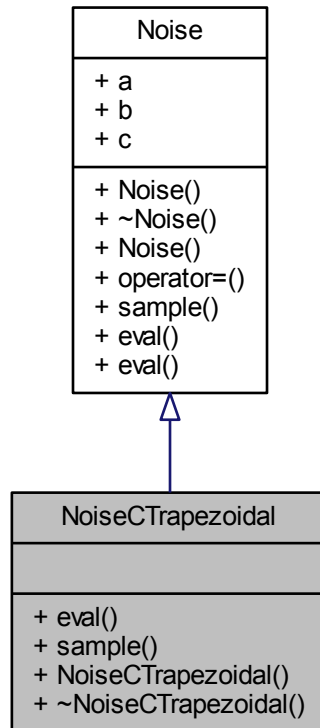 Noise
+ a
+ b
+ c
+ Noise()
+ ~Noise()
+ Noise()
+ operator=()
+ sample()
+ eval()
+ eval()
NoiseCTrapezoidal
+ eval()
+ sample()
+ NoiseCTrapezoidal()
+ ~NoiseCTrapezoidal()